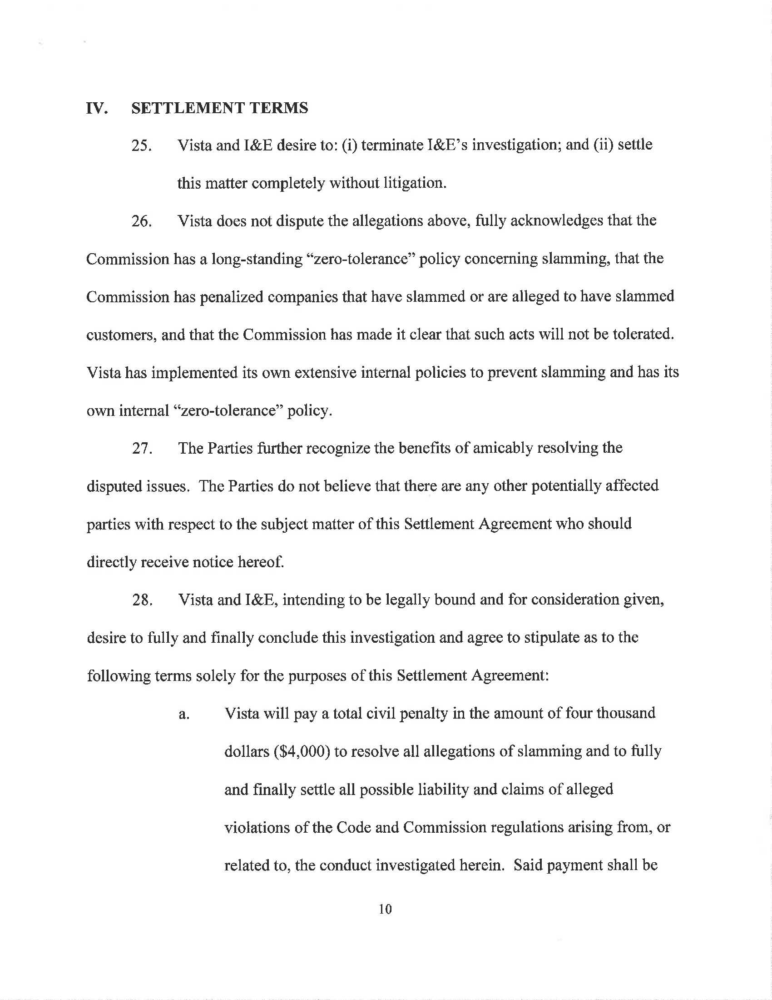 IV. SETTLEMENT TERMS
25. Vista and I&E desire to: (i) terminate I&E’s investigation; and (ii) settle
this matter completely without litigation.
26. Vista does not dispute the allegations above, fully acknowledges that the
Commission has a long-standing “zero-tolerance” policy concerning slamming, that the
Commission has penalized companies that have slammed or are alleged to have slammed
customers, and that the Commission has made it clear that such acts will not be tolerated.
Vista has implemented its own extensive internal policies to prevent slamming and has its
own internal “zero-tolerance” policy.
27. The Parties further recognize the benefits of amicably resolving the
disputed issues. The Parties do not believe that there are any other potentially affected
parties with respect to the subject matter of this Settlement Agreement who should
directly receive notice hereof.
28. Vista and I&E, intending to be legally bound and for consideration given,
desire to fully and finally conclude this investigation and agree to stipulate as to the
following terms solely for the purposes of this Settlement Agreement:
a. Vista will pay a total civil penalty in the amount of four thousand
dollars ($4,000) to resolve all allegations of slamming and to fully
and finally settle all possible liability and claims of alleged
violations of the Code and Commission regulations arising from, or
related to, the conduct investigated herein. Said payment shall be
10